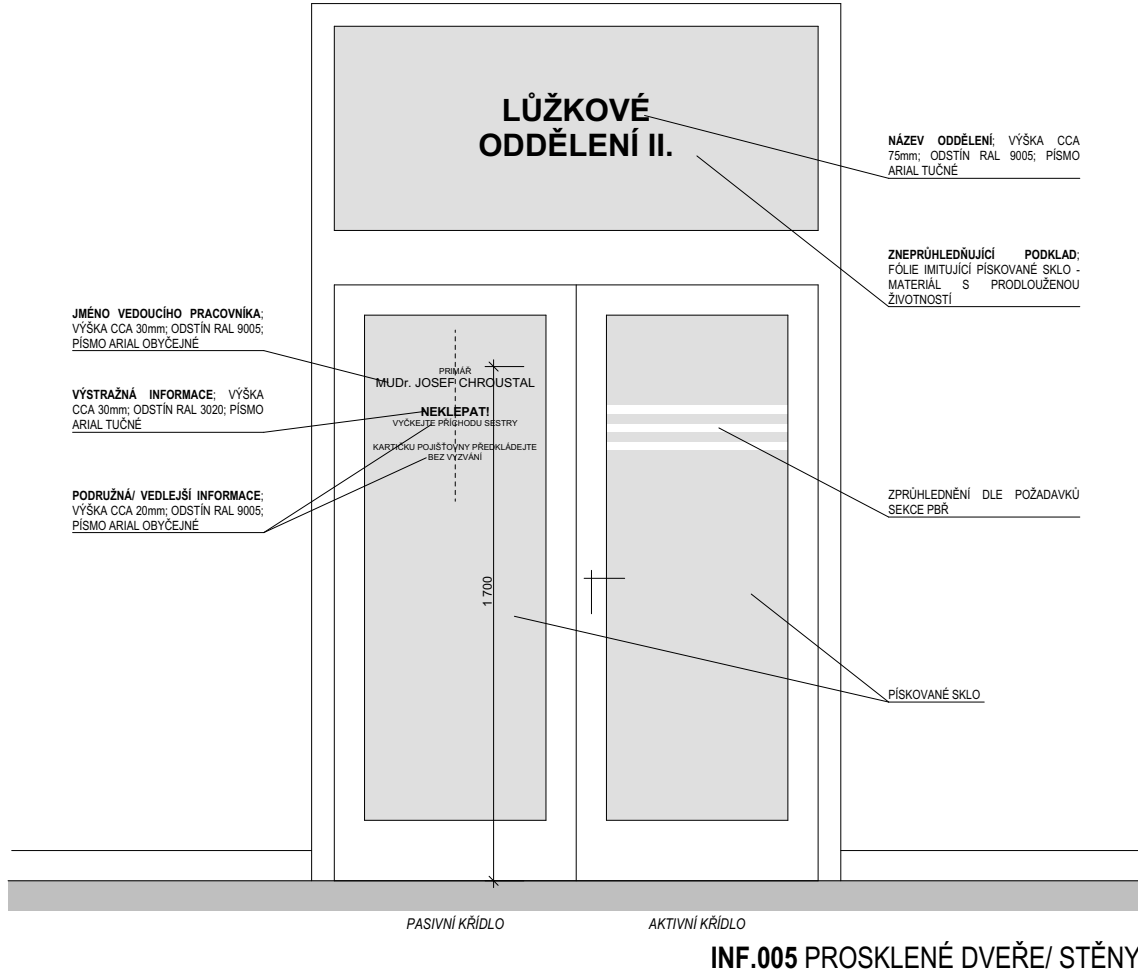 LŮŽKOVÉ
ODDĚLENÍ II.
NÁZEV ODDĚLENÍ; VÝŠKA CCA
75mm; ODSTÍN RAL 9005; PÍSMO
ARIAL TUČNÉ
ZNEPRŮHLEDŇUJÍCÍ PODKLAD;
FÓLIE IMITUJÍCÍ PÍSKOVANÉ SKLO -
MATERIÁL S PRODLOUŽENOU
ŽIVOTNOSTÍ
JMÉNO VEDOUCÍHO PRACOVNÍKA;
VÝŠKA CCA 30mm; ODSTÍN RAL 9005;
PÍSMO ARIAL OBYČEJNÉ
VÝSTRAŽNÁ INFORMACE; VÝŠKA
CCA 30mm; ODSTÍN RAL 3020; PÍSMO
ARIAL TUČNÉ
PODRUŽNÁ/ VEDLEJŠÍ INFORMACE;
VÝŠKA CCA 20mm; ODSTÍN RAL 9005;
PÍSMO ARIAL OBYČEJNÉ
PRIMÁŘ
MUDr. JOSEF CHROUSTAL
NEKLEPAT!
VYČKEJTE PŘÍCHODU SESTRY
KARTIČKU POJIŠŤOVNY PŘEDKLÁDEJTE
BEZ VYZVÁNÍ
1 700
ZPRŮHLEDNĚNÍ DLE POŽADAVKŮ
SEKCE PBŘ
PÍSKOVANÉ SKLO
PASIVNÍ KŘÍDLO
AKTIVNÍ KŘÍDLO
INF.005 PROSKLENÉ DVEŘE/ STĚNY